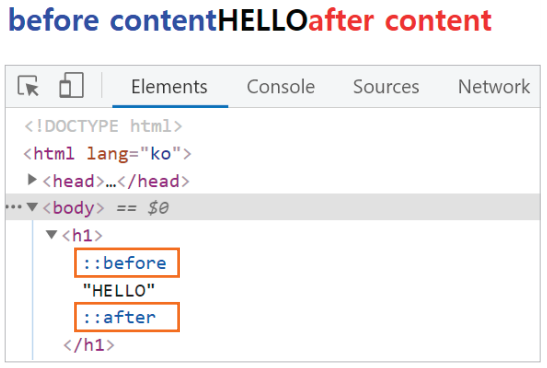 before contentHELLOafter content
Elements Console Sources Network
<!DOCTYPE html>
<html lang="ko">
▶<head>…</head>
…▼<body> == $0
▼<h1>
::before
"HELLO"
::after
</h1>